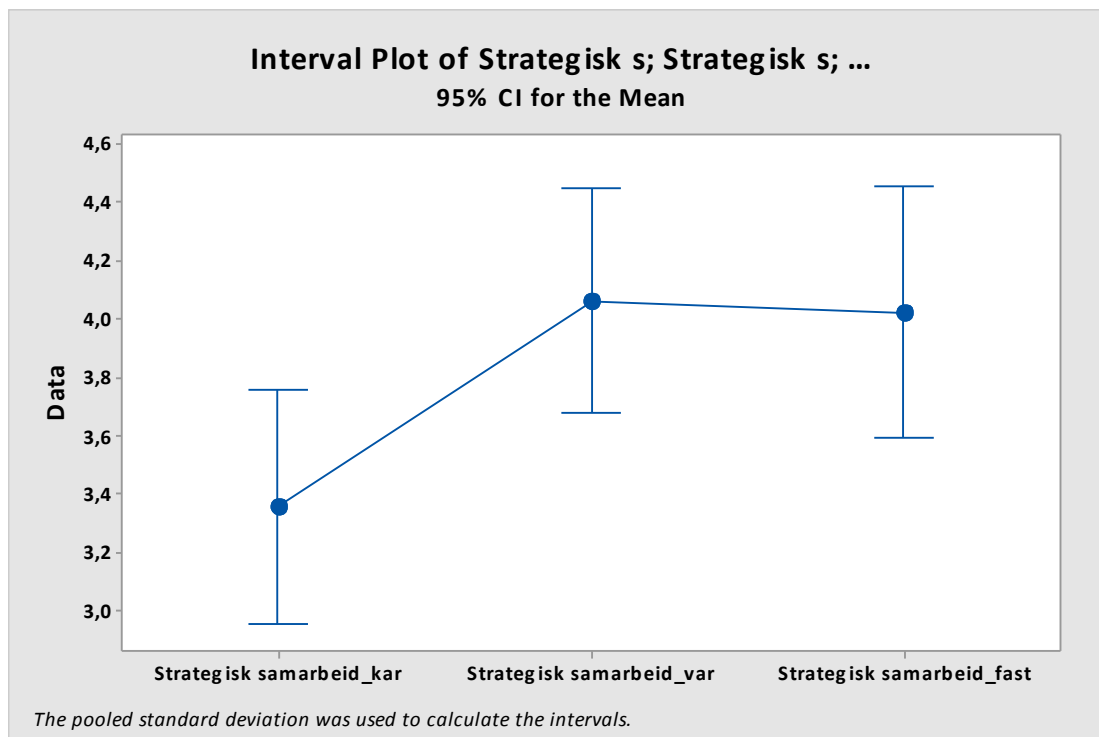 Interval Plot of Strategisk s; Strategisk s; ...
95% CI for the Mean
4,6
4,4
4,2
4,0
3,8
3,6
3,4
3,2
3,0
Data
Strategisk samarbeid_kar Strategisk samarbeid_var Strategisk samarbeid_fast
The pooled standard deviation was used to calculate the intervals.